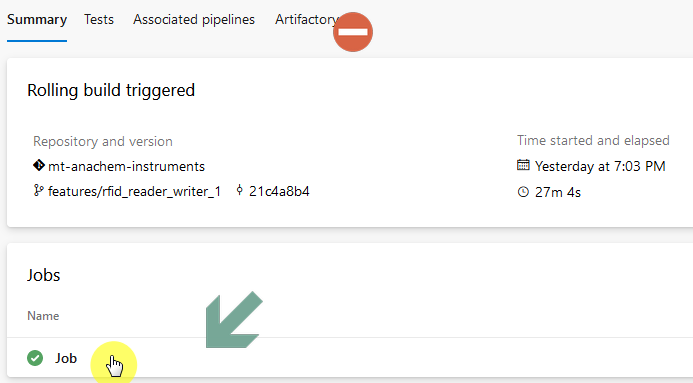 Summary Tests Associated pipelines Artifactory
Rolling build triggered
Repository and version
mt-anachem-instruments
features/rfid_reader_writer_1 21c4a8b4
Time started and elapsed
Yesterday at 7:03 PM
27m 4s
Jobs
Name
Job